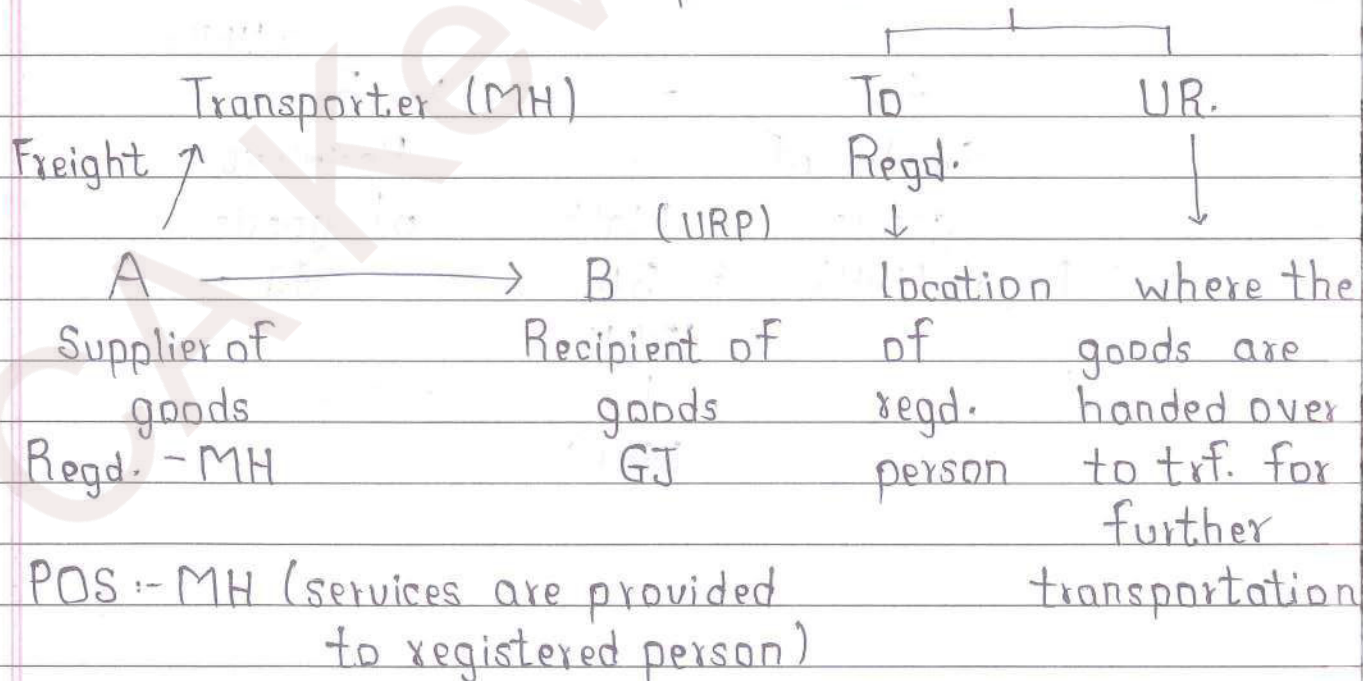 Transporter (MH) To UR.
Freight Regd.
(URP)
A B location where the
Supplier of Recipient of of goods are
goods goods regd. handed over
Regd. - MH GJ person to trf. for
further
POS :- MH (services are provided transportation
to registered person)
CA Ke